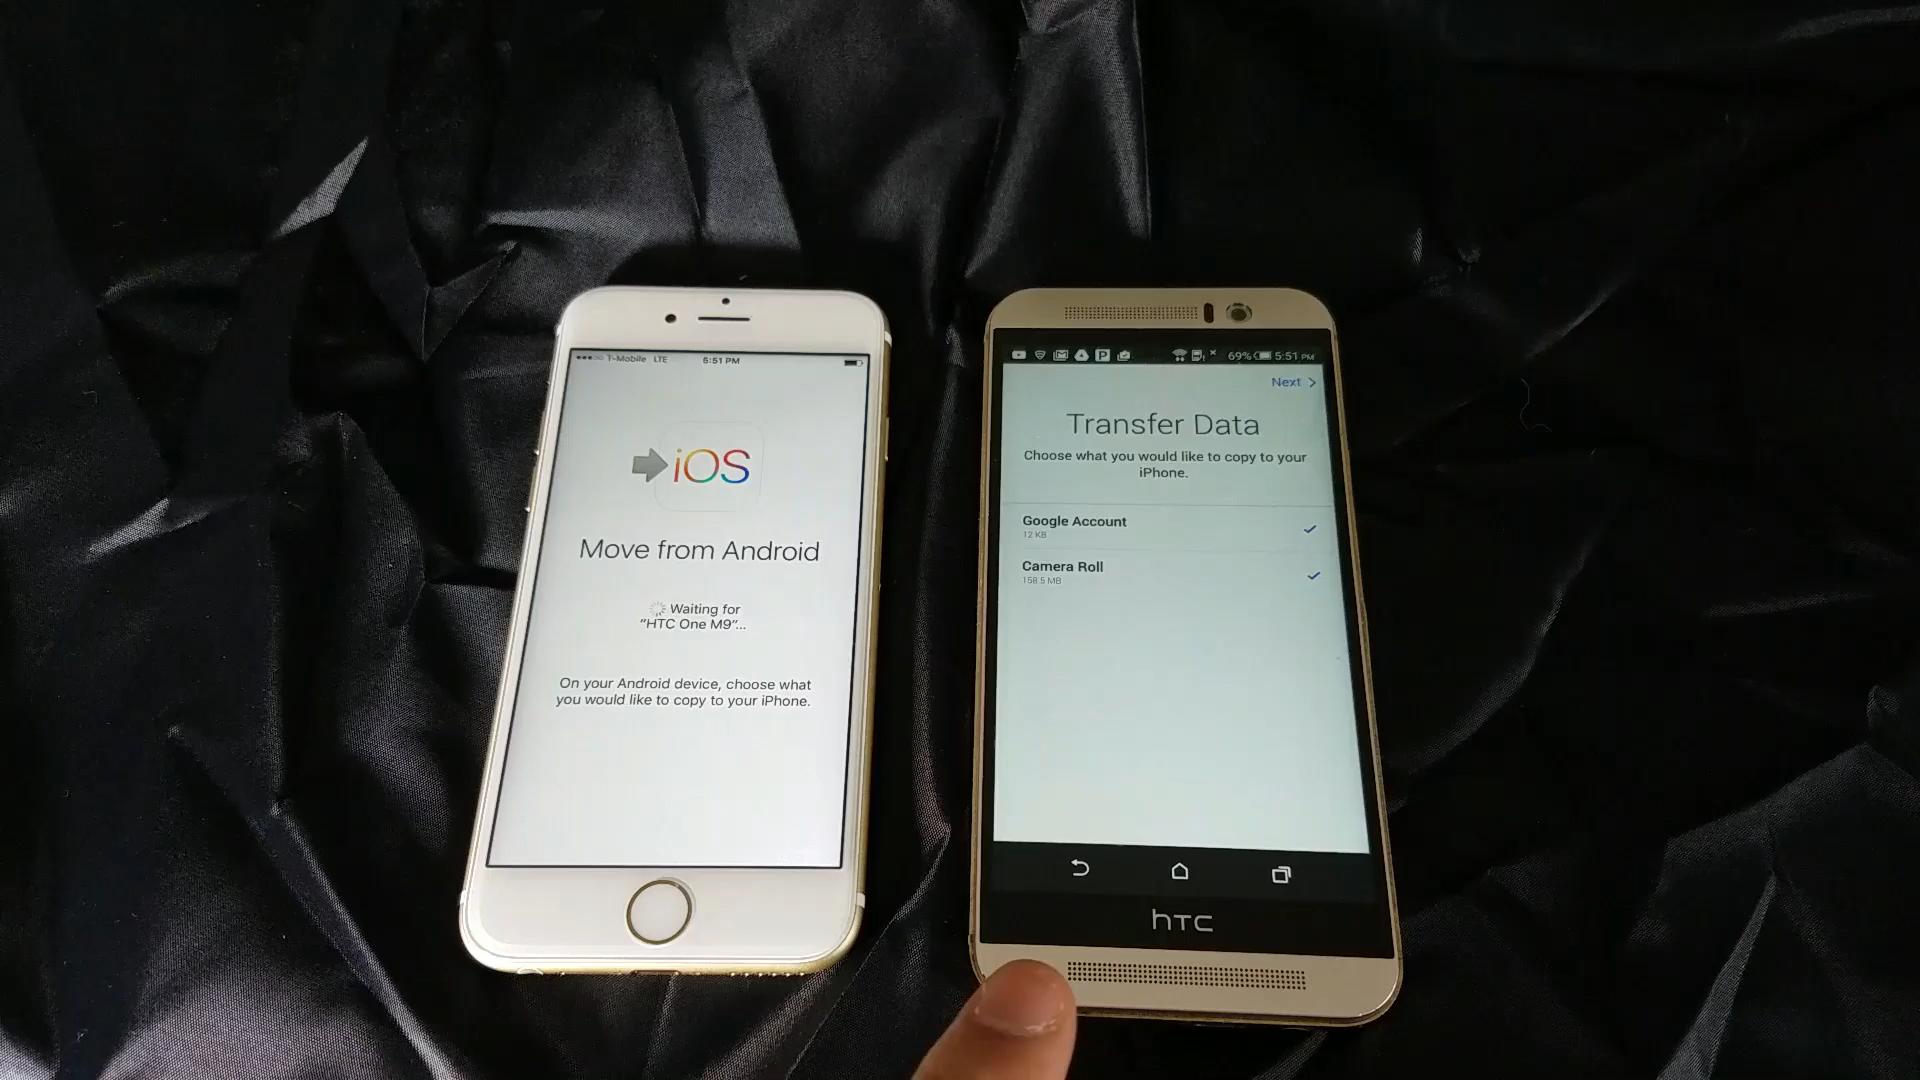 T-Mobile LTE 5:51 PM
iOS
Move from Android
Waiting for
“HTC One M9”...
On your Android device, choose what
you would like to copy to your iPhone.
69% 5:51 PM
Next >
Transfer Data
Choose what you would like to copy to your
iPhone.
Google Account
12 KB
Camera Roll
158.5 MB
hTC